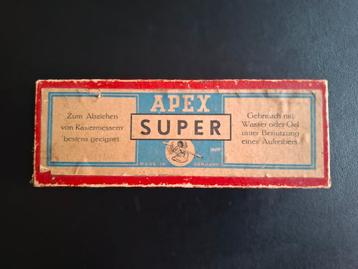 APEX
SUPER
Zum Abziehen
von Rasiermessern
bestens geeignet
Gebrauch mit
Wasser oder Oel
unter Benutzung
eines Aufreibers.
MADE IN GERMANY